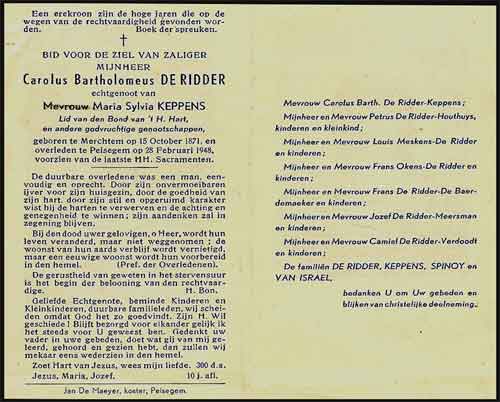 Een erekroon zijn de hoge jaren die op de
wegen van de rechtvaardigheid gevonden wor-
den. Boek der spreuken.
†
BID VOOR DE ZIEL VAN ZALIGER
MIJNHEER
Carolus Bartholomeus DE RIDDER
echtgenoot van
Mevrouw Maria Sylvia KEPPENS
Lid van den Bond van 't H. Hart,
en andere godvruchtige genootschappen,
geboren te Merchtem op 15 October 1871, en
overleden te Peisegem op 28 Februari 1948,
voorzien van de laatste HH. Sacramenten.
De duurbare overledene was een man, een-
voudig en oprecht. Door zijn onvermoeibaren
ijver voor zijn huisgezin, door de goedheid van
zijn hart, door zijn stil en opgeruimd karakter
wist hij de harten te verwerven en de achting en
genegenheid te winnen; zijn aandenken zal in
zegening blijven.
Bij den dood uwer gelovigen, o Heer, wordt hun
leven veranderd, maar niet weggenomen; de
woonst van hun aards verblijf wordt vernietigd,
maar een eeuwige woonst wordt hun voorbereid
in den hemel. (Pref. der Overledenen).
De gerustheid van geweten in het stervensuur
is het begin der belooning van den rechtvaar-
dige. H. Bon.
Geliefde Echtgenote, beminde Kinderen en
Kleinkinderen, duurbare familieleden, wij schei-
den omdat God het zo goedvindt. Zijn H. Wil
geschiede! Blijft bezorgd voor elkander gelijk ik
het steeds voor U geweest ben. Gedenkt uw
vader in uwe gebeden, doet wat gij van mij ge-
leerd, gehoord en gezien hebt, dan zullen wij mekaar
eens wederzien in den hemel.
Zoet Hart van Jezus, wees mijn liefde. 300 d. a.
Jezus, Maria, Jozef. 10 j. afl.
Jan De Maeyer, koster, Peisegem.
Mevrouw Carolus Barth. De Ridder-Keppens;
Mijnheer en Mevrouw Petrus De Ridder-Houthuys,
kinderen en kleinkind;
Mijnheer en Mevrouw Louis Meskens-De Ridder
en kinderen;
Mijnheer en Mevrouw Frans Okens-De Ridder en
kinderen;
Mijnheer en Mevrouw Frans De Ridder-De Baer-
demaeker en kinderen;
Mijnheer en Mevrouw Jozef De Ridder-Meersman
en kinderen;
Mijnheer en Mevrouw Camiel De Ridder-Verdoodt
en kinderen;
De familiën DE RIDDER, KEPPENS, SPINOY en
VAN ISRAEL,
bedanken U om Uw gebeden en
blijken van christelijke deelneming.